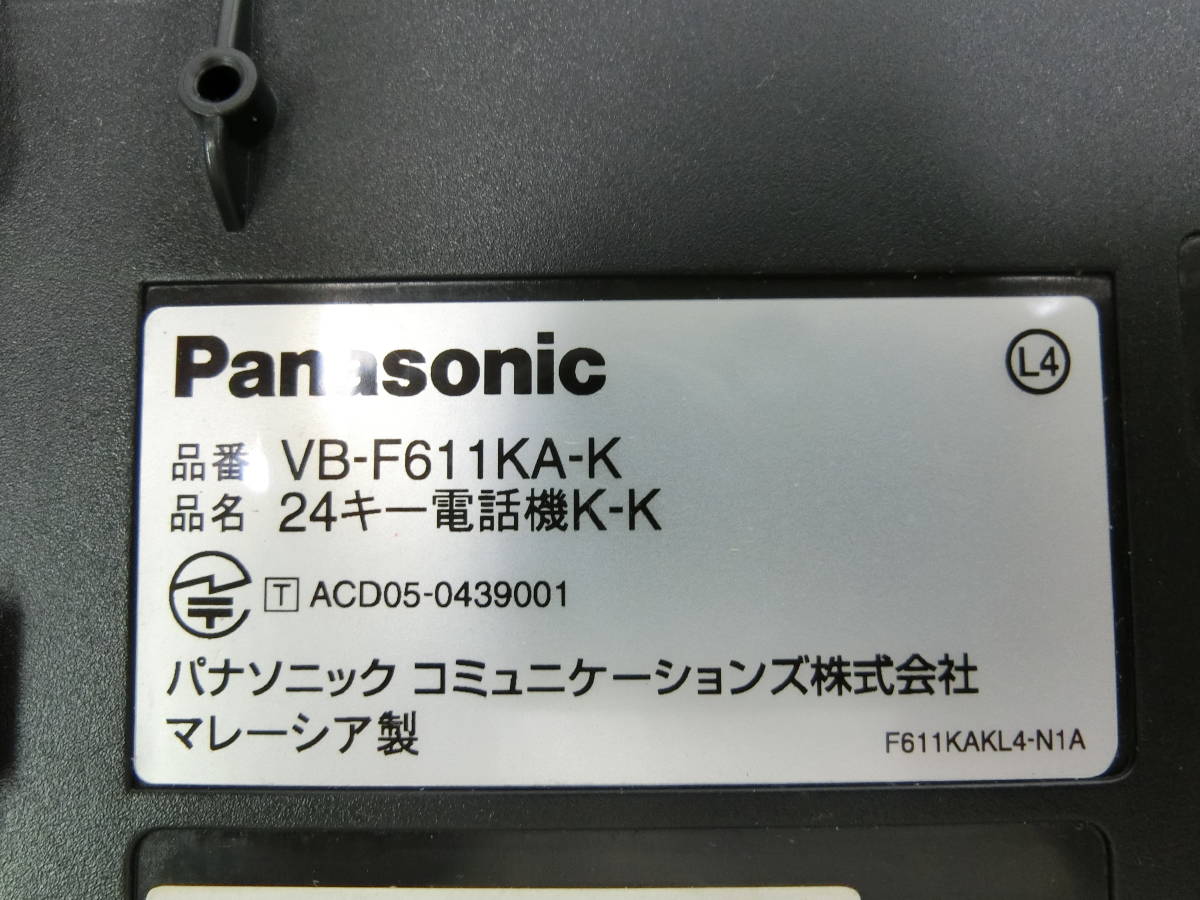 Panasonic
L4
品番 VB-F611KA-K
品名 24キー電話機K-K
T ACD05-0439001
パナソニック コミュニケーションズ株式会社
マレーシア製
F611KAKL4-N1A